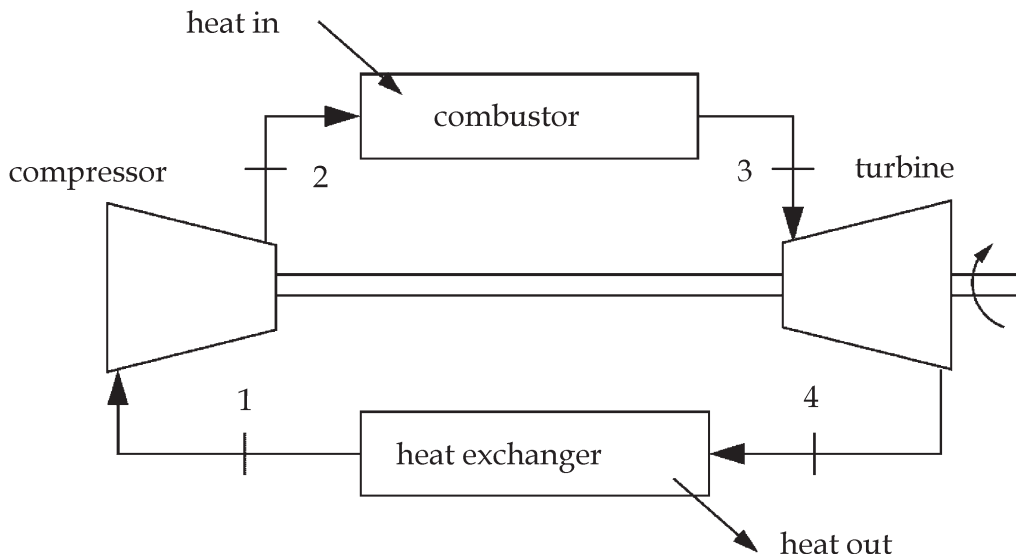 heat in
combustor
compressor
2
3
turbine
1
4
heat exchanger
heat out